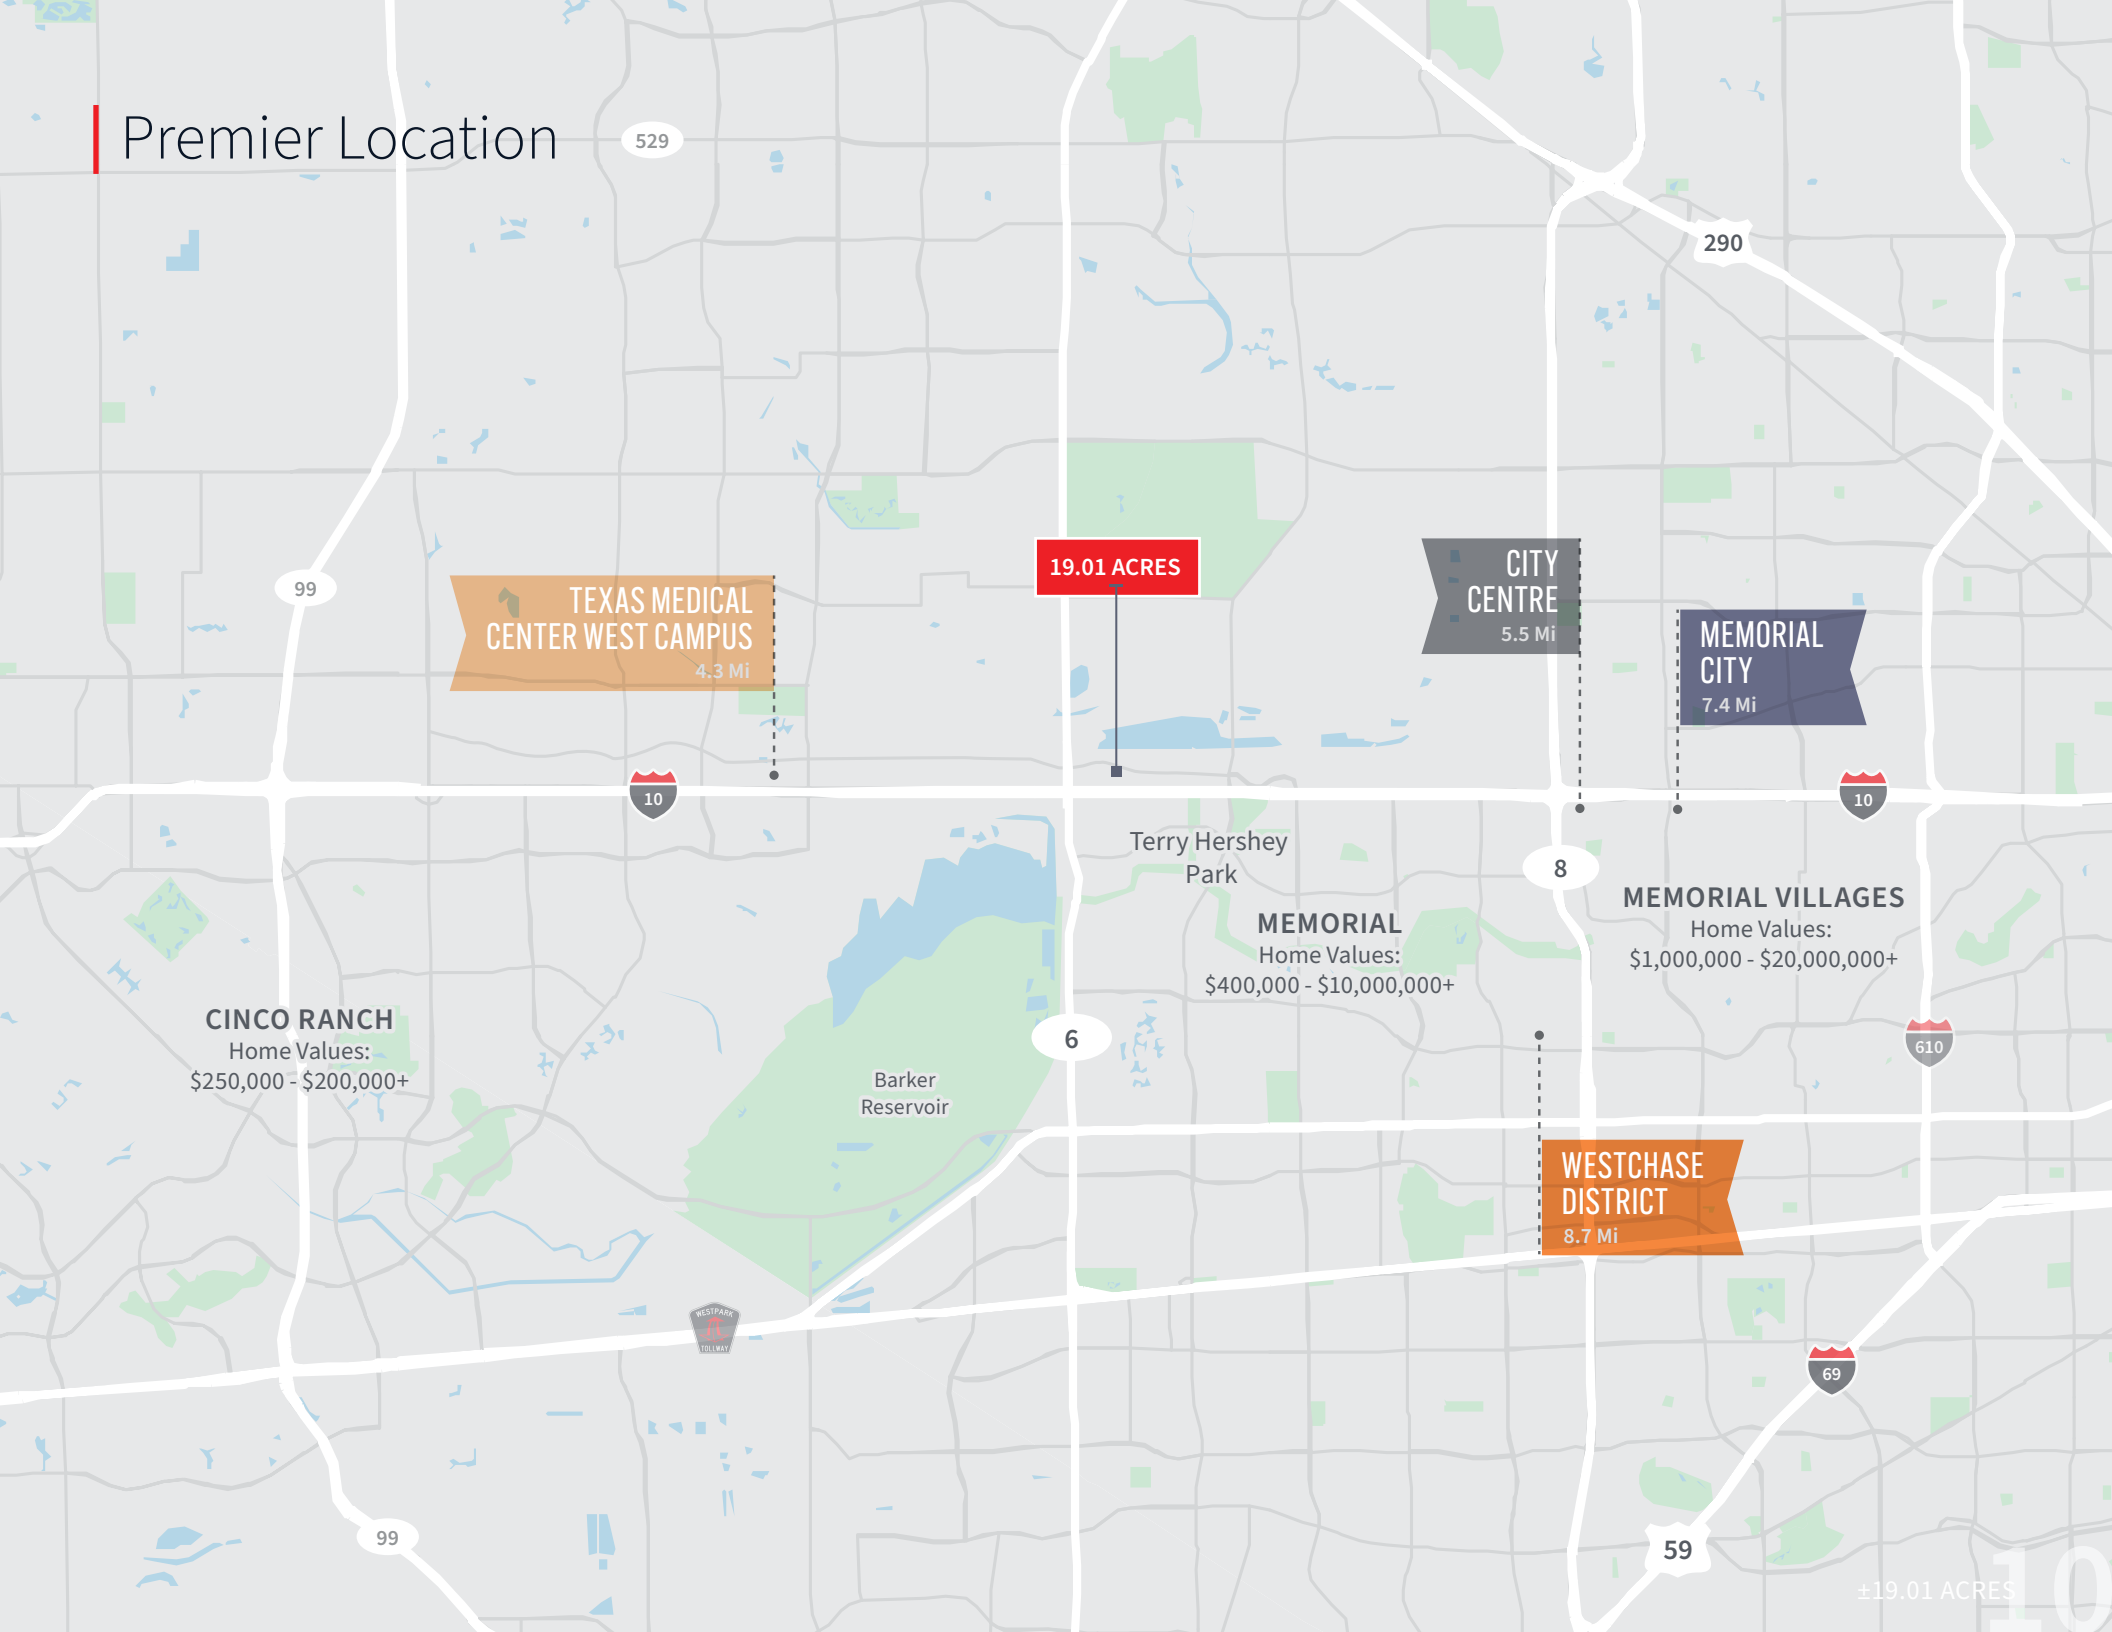 Premier Location
529
290
99
TEXAS MEDICAL
CENTER WEST CAMPUS
4.3 Mi
19.01 ACRES
CITY
CENTRE
5.5 Mi
MEMORIAL
CITY
7.4 Mi
10
10
Terry Hershey
Park
8
MEMORIAL VILLAGES
Home Values:
$1,000,000 - $20,000,000+
MEMORIAL
Home Values:
$400,000 - $10,000,000+
CINCO RANCH
Home Values:
$250,000 - $200,000+
6
610
Barker
Reservoir
WESTCHASE
DISTRICT
8.7 Mi
WESTPARK
TOLLWAY
69
99
59
±19.01 ACRES
10